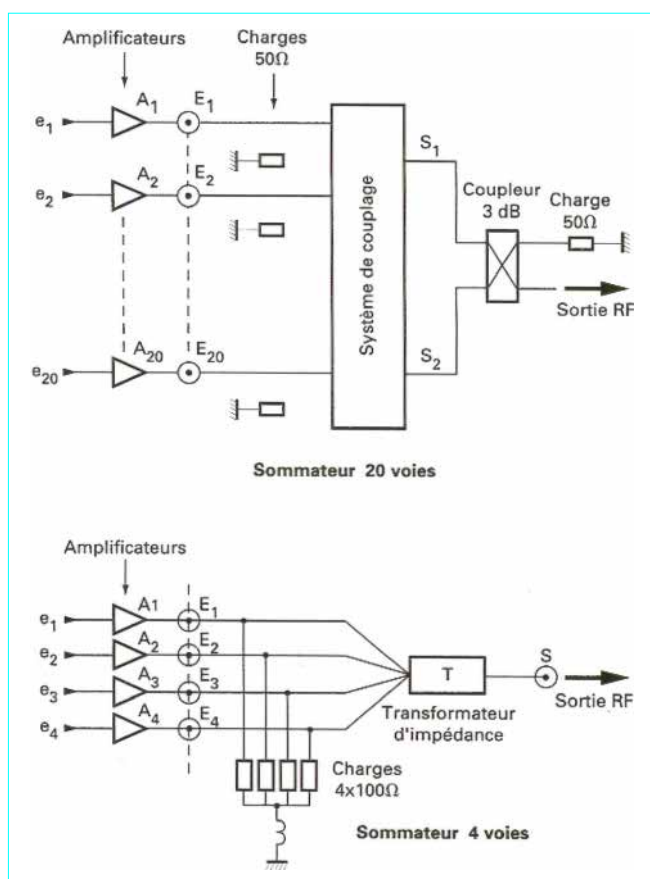 Amplificateurs
Charges
50Ω
e1 A1 E1
e2 A2 E2
e20 A20 E20
Système de couplage
S1
S2
Coupleur
3 dB
Charge
50Ω
Sortie RF
Sommateur 20 voies
Amplificateurs
e1 A1 E1
e2 A2 E2
e3 A3 E3
e4 A4 E4
T
S
Transformateur
d'impédance
Sortie RF
Charges
4x100Ω
Sommateur 4 voies